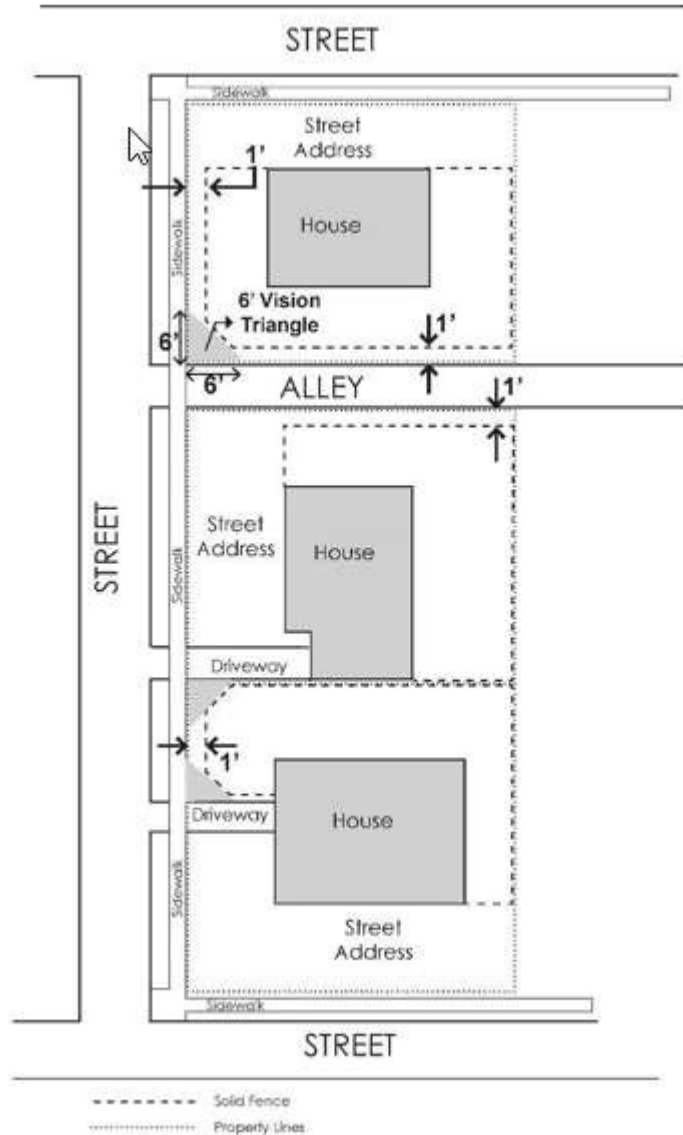 STREET
Sidewalk
Street
Address
1'
House
Sidewalk
6' Vision
Triangle
1'
6'
6'
ALLEY
1'
STREET
Street
Address
House
Sidewalk
Driveway
1'
House
Driveway
Sidewalk
Street
Address
Sidewalk
STREET
Solid Fence
Property Lines